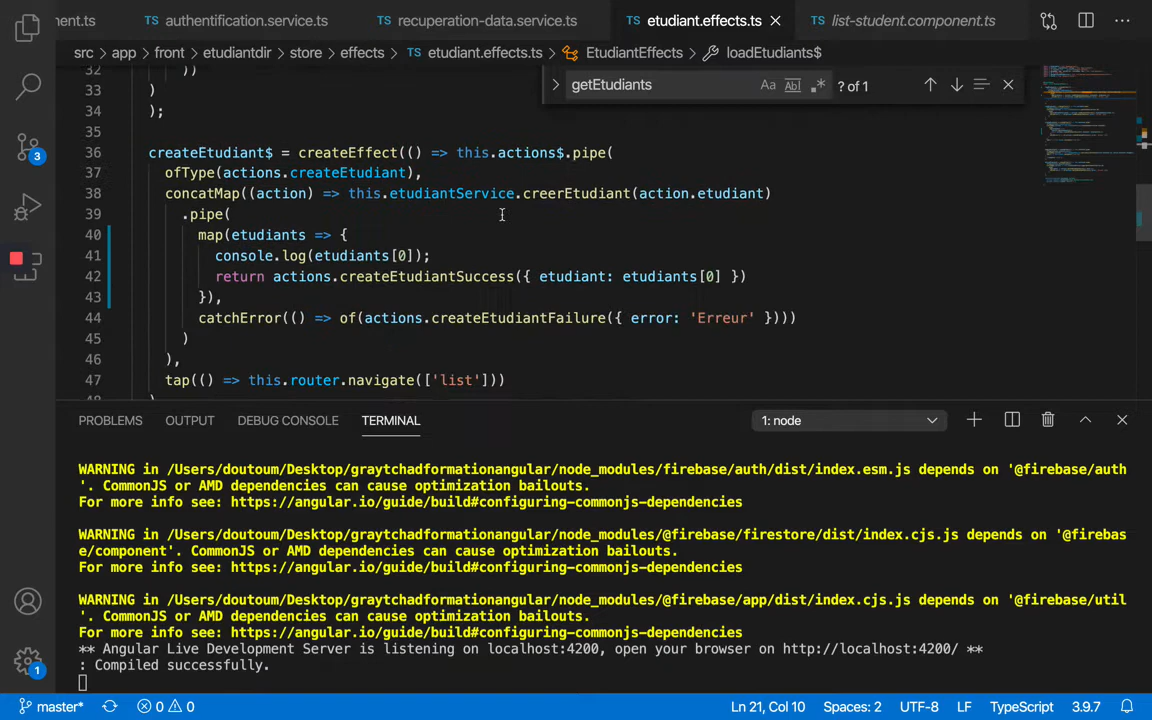 ent.ts
TS authentification.service.ts
TS recuperation-data.service.ts
TS etudiant.effects.ts
TS list-student.component.ts
src > app > front > etudiantdir > store > effects > TS etudiant.effects.ts > EtudiantEffects > loadEtudiants$
getEtudiants Aa Abl .* ? of 1
32 ))
33 )
34 );
35
36 createEtudiant$ = createEffect(() => this.actions$.pipe(
37 ofType(actions.createEtudiant),
38 concatMap((action) => this.etudiantService.creerEtudiant(action.etudiant)
39 .pipe(
40 map(etudiants => {
41 console.log(etudiants[0]);
42 return actions.createEtudiantSuccess({ etudiant: etudiants[0] })
43 }),
44 catchError(() => of(actions.createEtudiantFailure({ error: 'Erreur' })))
45 )
46 ),
47 tap(() => this.router.navigate(['list']))
48 )
3
PROBLEMS OUTPUT DEBUG CONSOLE TERMINAL 1: node
WARNING in /Users/doutoum/Desktop/graytchadformationangular/node_modules/firebase/auth/dist/index.esm.js depends on '@firebase/auth
'. CommonJS or AMD dependencies can cause optimization bailouts.
For more info see: https://angular.io/guide/build#configuring-commonjs-dependencies
WARNING in /Users/doutoum/Desktop/graytchadformationangular/node_modules/@firebase/firestore/dist/index.cjs.js depends on '@firebas
e/component'. CommonJS or AMD dependencies can cause optimization bailouts.
For more info see: https://angular.io/guide/build#configuring-commonjs-dependencies
WARNING in /Users/doutoum/Desktop/graytchadformationangular/node_modules/@firebase/app/dist/index.cjs.js depends on '@firebase/util
'. CommonJS or AMD dependencies can cause optimization bailouts.
For more info see: https://angular.io/guide/build#configuring-commonjs-dependencies
** Angular Live Development Server is listening on localhost:4200, open your browser on http://localhost:4200/ **
: Compiled successfully.
1
master* 0 0 Ln 21, Col 10 Spaces: 2 UTF-8 LF TypeScript 3.9.7